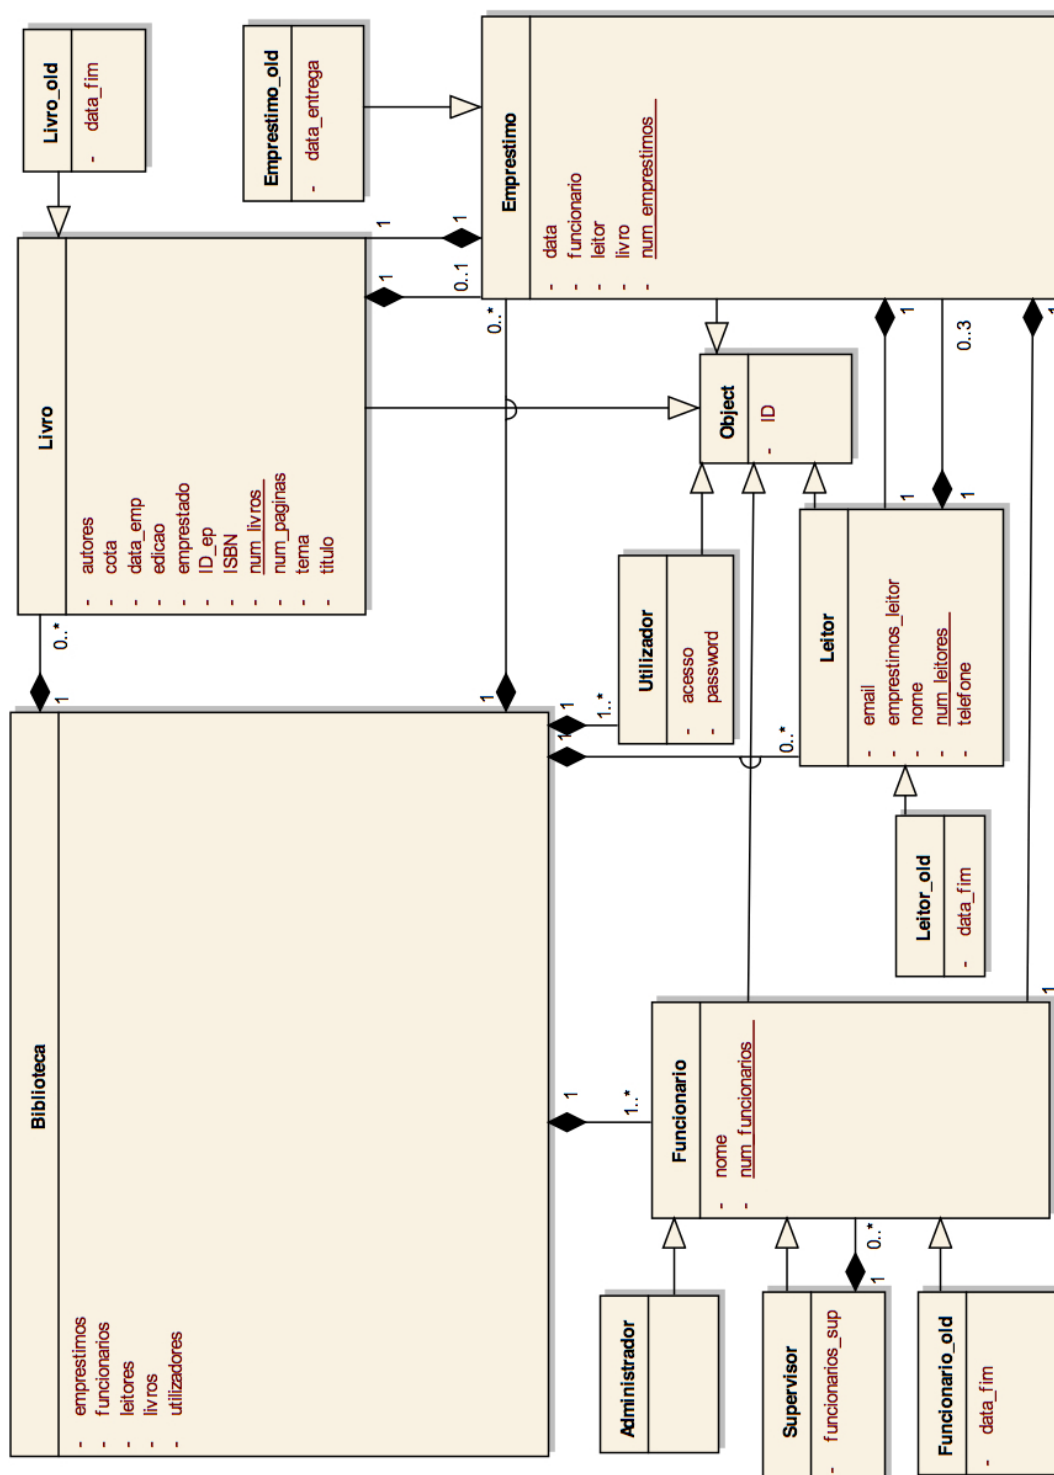 Biblioteca
- emprestimos
- funcionarios
- leitores
- livros
- utilizadores
1
0..*
Livro
- autores
- cota
- data_emp
- edicao
- emprestado
- ID_ep
- ISBN
- num_livros
- num_paginas
- tema
- titulo
Livro_old
- data_fim
Emprestimo_old
- data_entrega
1
1
1
0..1
0..*
1
Emprestimo
- data
- funcionario
- leitor
- livro
- num_emprestimos
Administrador
Supervisor
- funcionarios_sup
Funcionario_old
- data_fim
1
0..*
1
1..*
Funcionario
- nome
- num_funcionarios
1
1..*
1
0..*
Utilizador
- acesso
- password
Object
- ID
Leitor_old
- data_fim
Leitor
- email
- emprestimos_leitor
- nome
- num_leitores
- telefone
1
1
1
0..3
1
1